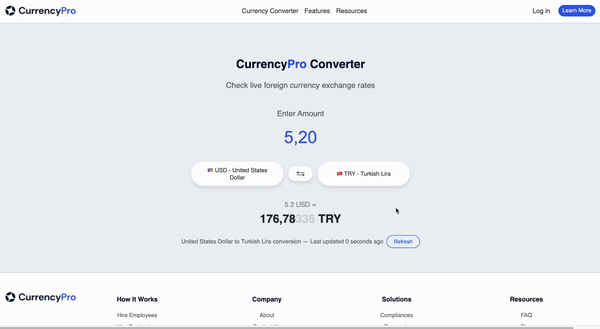 CurrencyPro
Currency Converter Features Resources
Log in
Learn More
CurrencyPro Converter
Check live foreign currency exchange rates
Enter Amount
5,20
USD - United States
Dollar
TRY - Turkish Lira
5.2 USD =
176,78336 TRY
United States Dollar to Turkish Lira conversion — Last updated 0 seconds ago Refresh
CurrencyPro
How It Works
Company
Solutions
Resources
Hire Employees
About
Compliances
FAQ